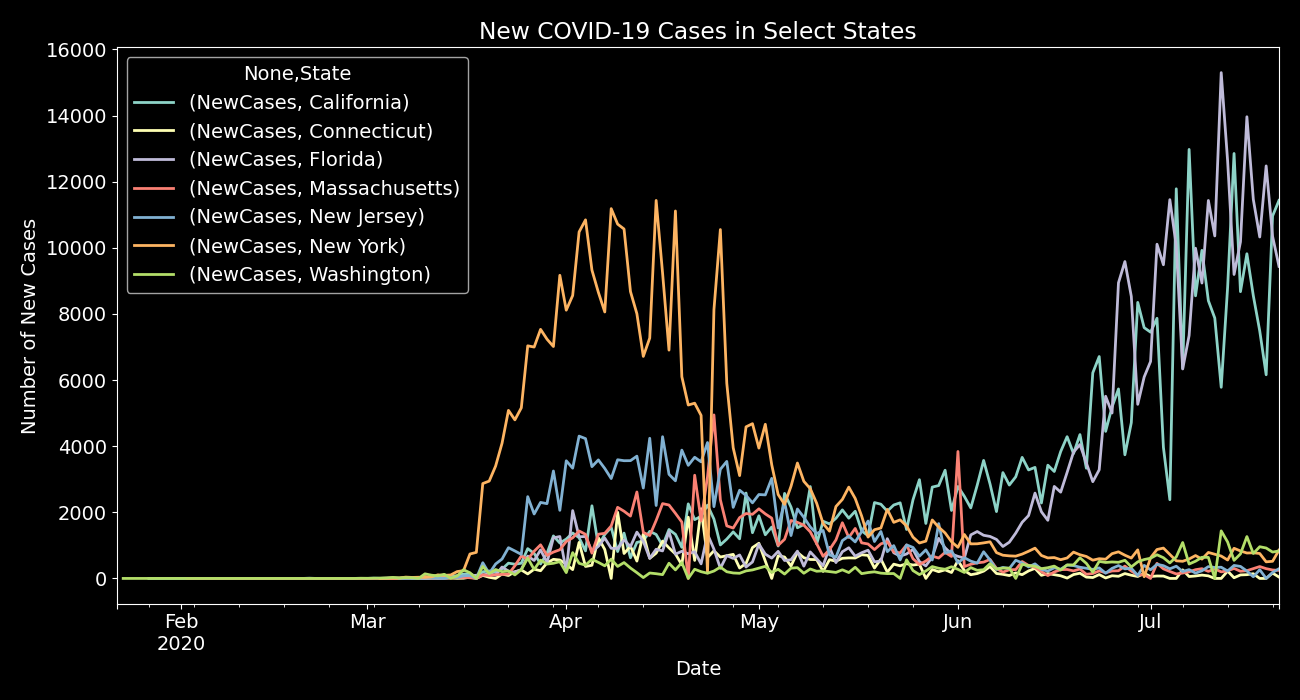 New COVID-19 Cases in Select States
16000
14000
12000
10000
8000
6000
4000
2000
0
Number of New Cases
None,State
(NewCases, California)
(NewCases, Connecticut)
(NewCases, Florida)
(NewCases, Massachusetts)
(NewCases, New Jersey)
(NewCases, New York)
(NewCases, Washington)
Feb Mar Apr May Jun Jul
2020
Date